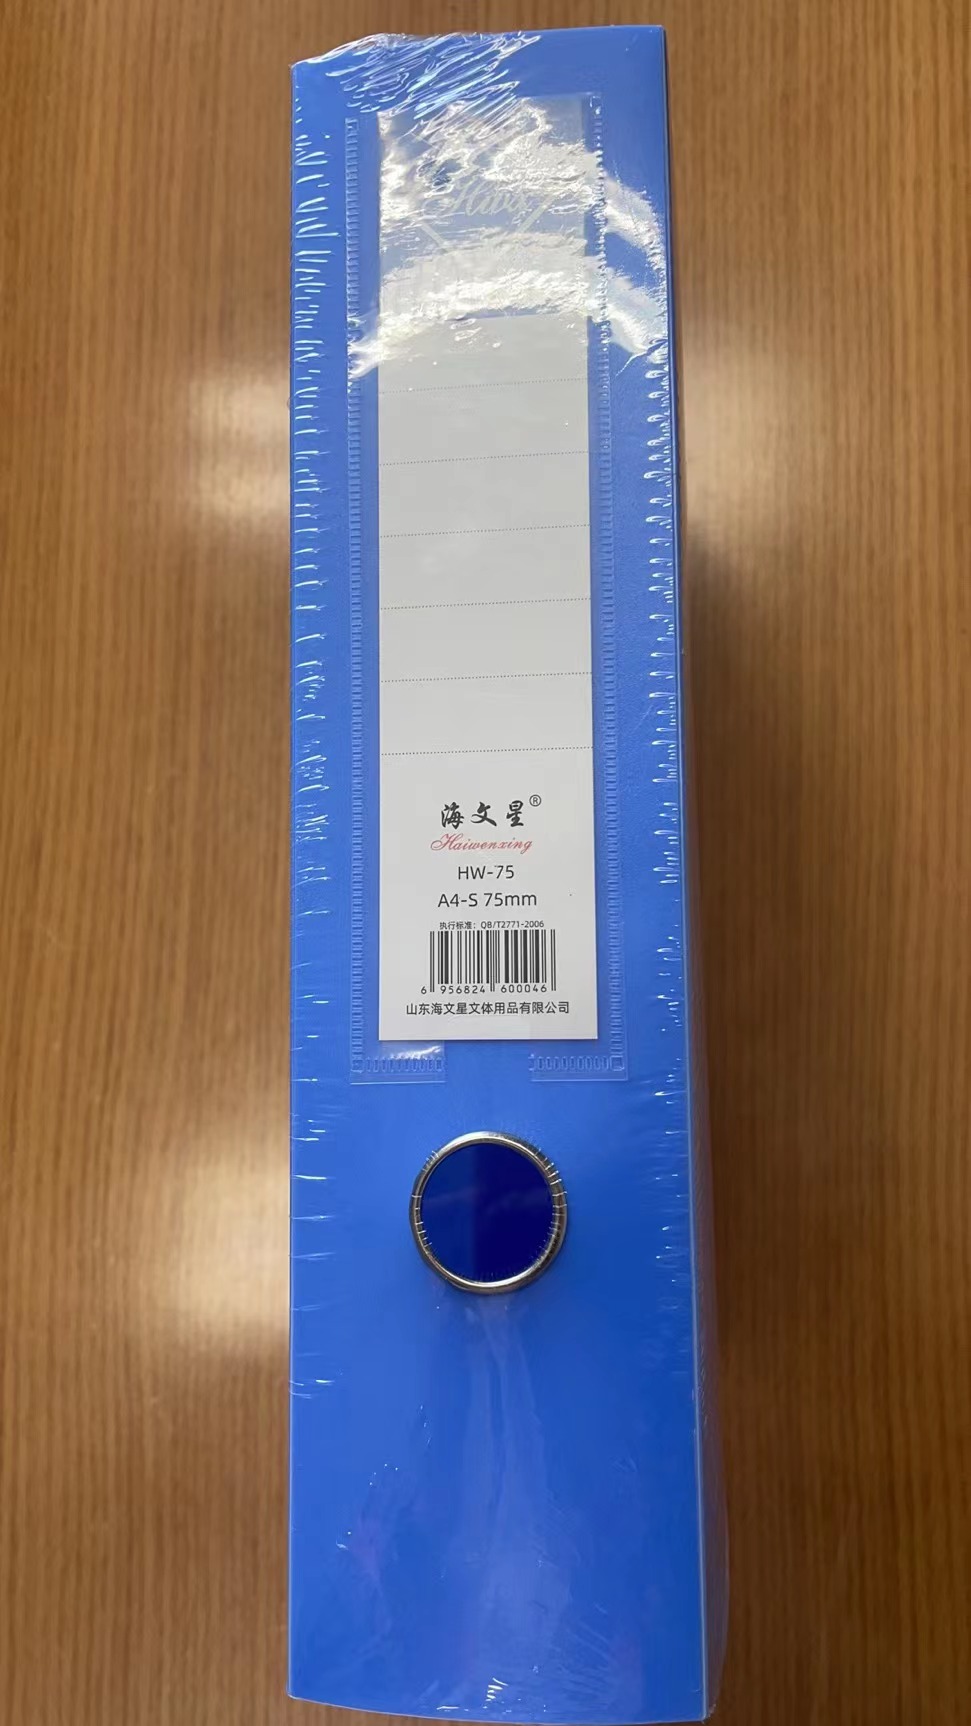 海文星®
Haiwenxing
HW-75
A4-S 75mm
执行标准：QB/T2771-2006
6 956824 600046
山东海文星文体用品有限公司